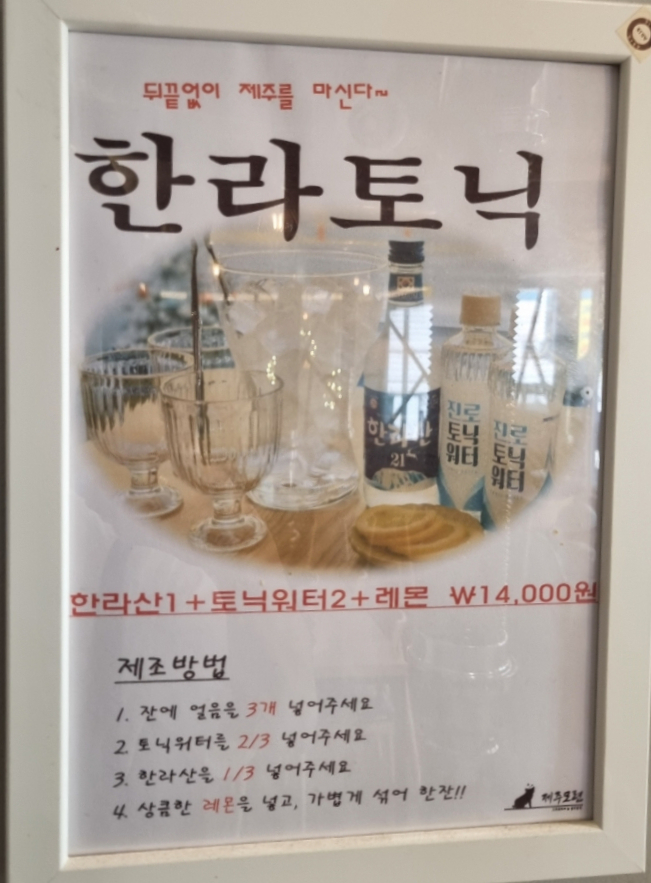 뒤끝없이 제주를 마신다~
한라토닉
한라산
21
진로
토닉
워터
진로
토닉
워터
한라산1+토닉워터2+레몬 ₩14,000원
제조방법
1. 잔에 얼음을 3개 넣어주세요
2. 토닉워터를 2/3 넣어주세요
3. 한라산을 1/3 넣어주세요
4. 상큼한 레몬을 넣고, 가볍게 섞어 한잔!!